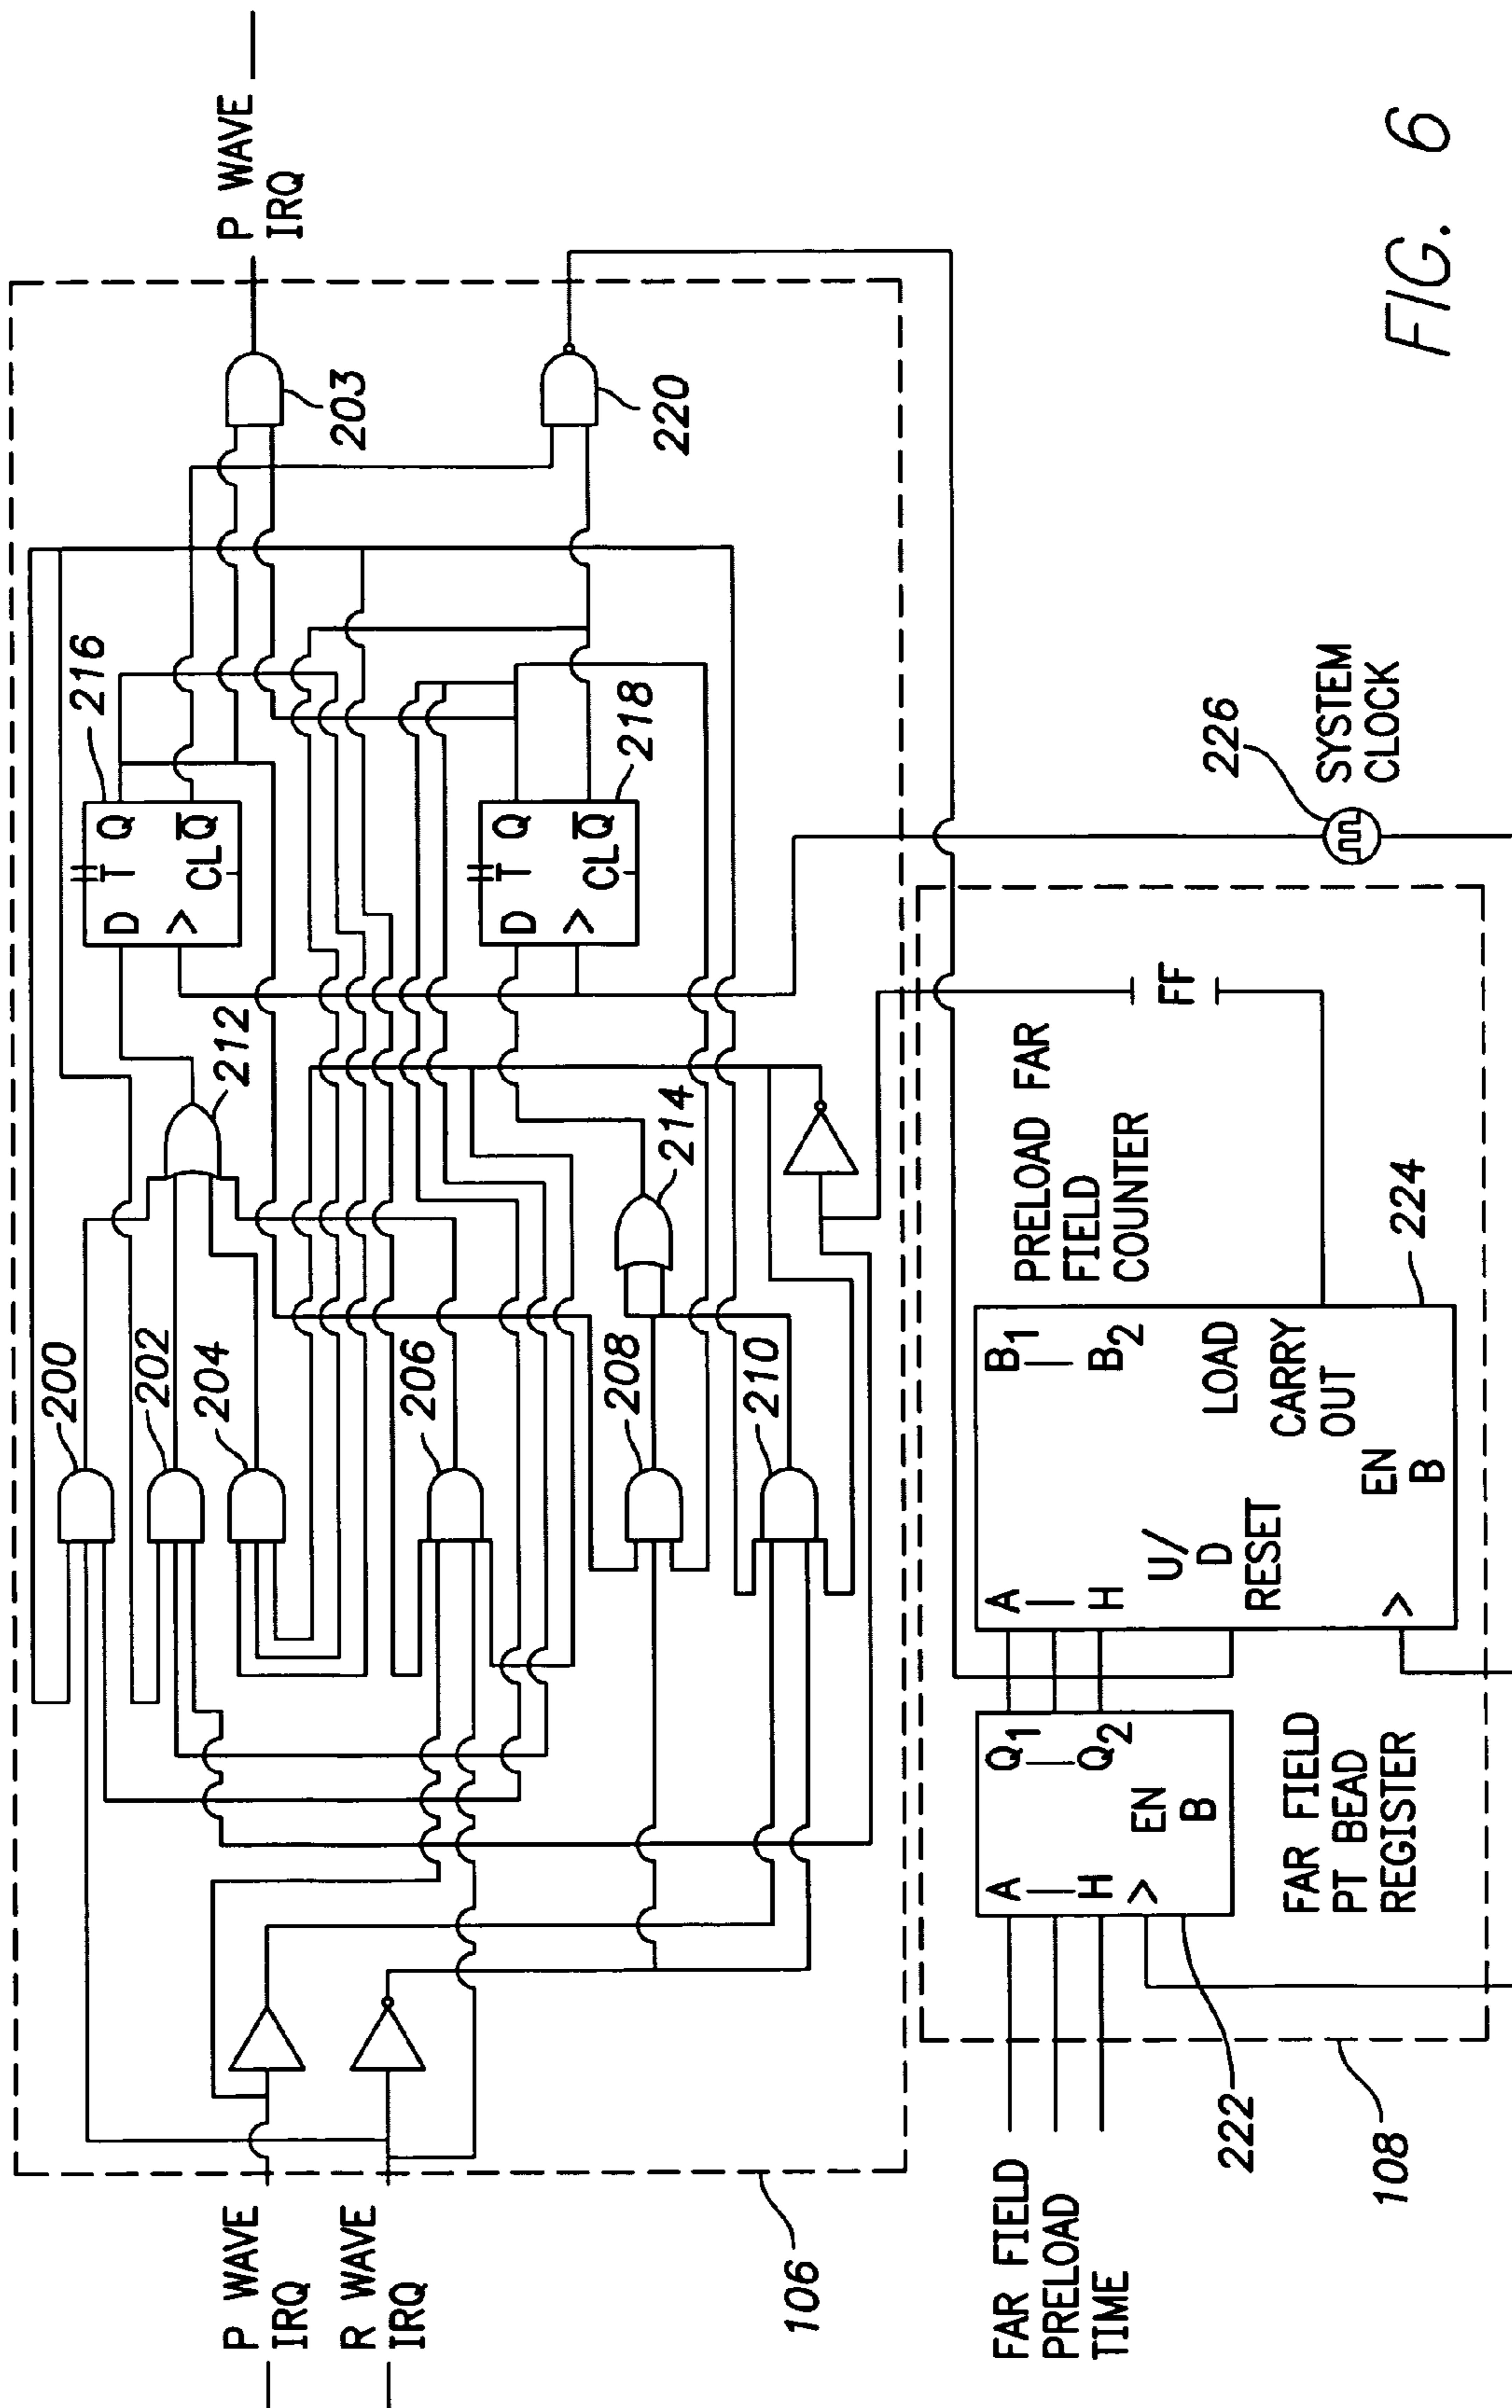 P WAVE
IRQ
R WAVE
IRQ
106
200
202
204
206
208
210
212
214
216
D
T
Q
>
CL
Q̅
218
D
T
Q
>
CL
Q̅
203
220
P WAVE
IRQ
FAR FIELD
PRELOAD
TIME
222
108
A
H
>
Q1
Q2
EN
B
FAR FIELD
PT BEAD
REGISTER
A
H
U/
D
RESET
>
B1
B2
LOAD
CARRY
OUT
EN
B
224
PRELOAD FAR
FIELD
COUNTER
FF
226
SYSTEM
CLOCK
FIG. 6